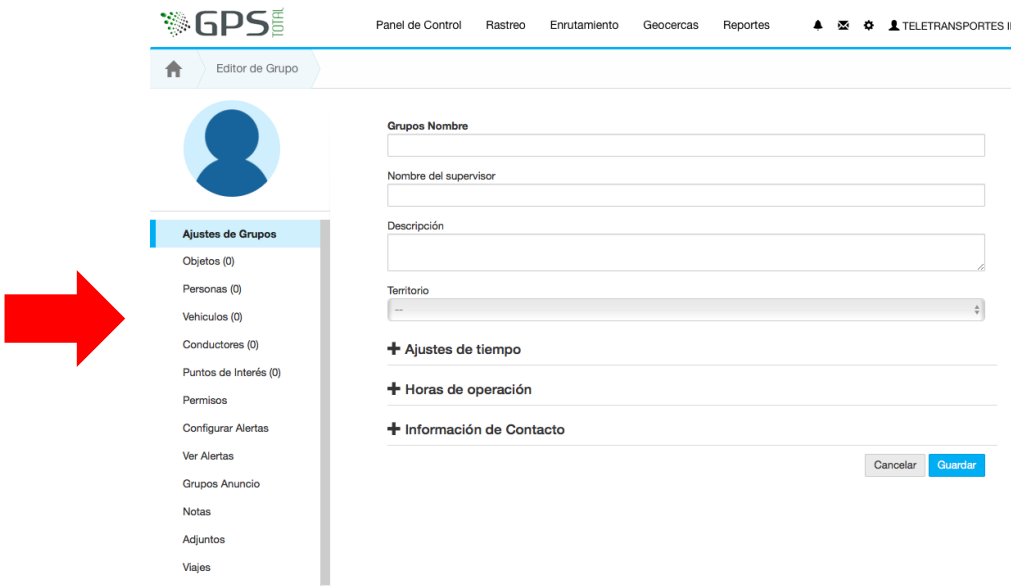 GPS TOTAL
Panel de Control Rastreo Enrutamiento Geocercas Reportes TELETRANSPORTES
Editor de Grupo
Ajustes de Grupos
Objetos (0)
Personas (0)
Vehiculos (0)
Conductores (0)
Puntos de Interés (0)
Permisos
Configurar Alertas
Ver Alertas
Grupos Anuncio
Notas
Adjuntos
Viajes
Grupos Nombre
Nombre del supervisor
Descripción
Territorio
--
Ajustes de tiempo
Horas de operación
Información de Contacto
Cancelar Guardar